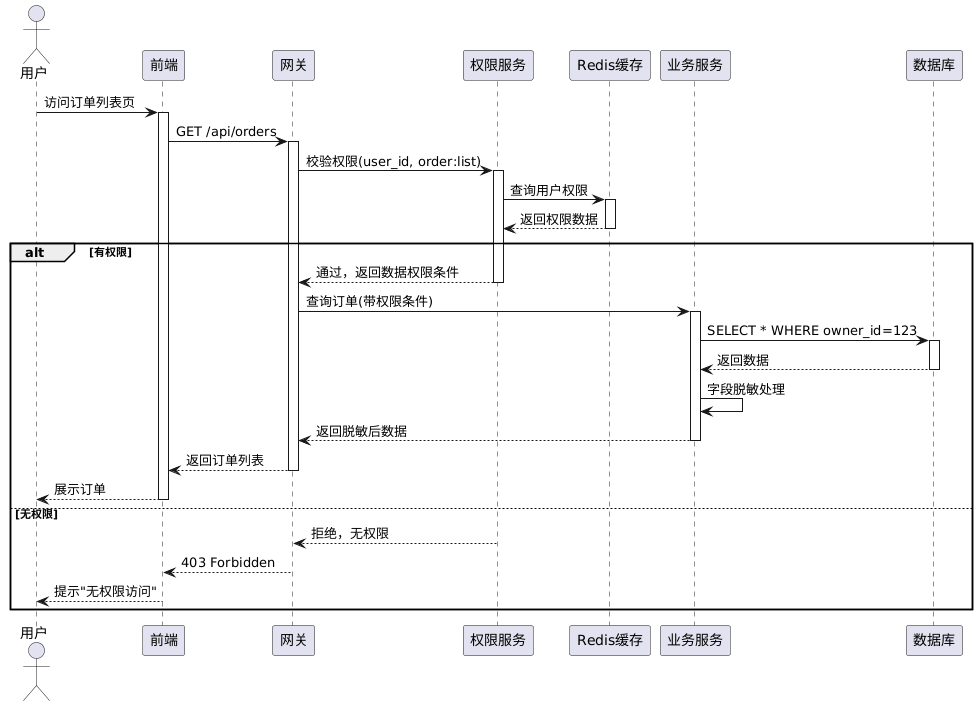 用户
前端
网关
权限服务
Redis缓存
业务服务
数据库
访问订单列表页
GET /api/orders
校验权限(user_id, order:list)
查询用户权限
返回权限数据
alt
[有权限]
通过，返回数据权限条件
查询订单(带权限条件)
SELECT * WHERE owner_id=123
返回数据
字段脱敏处理
返回脱敏后数据
返回订单列表
展示订单
[无权限]
拒绝，无权限
403 Forbidden
提示"无权限访问"
用户
前端
网关
权限服务
Redis缓存
业务服务
数据库